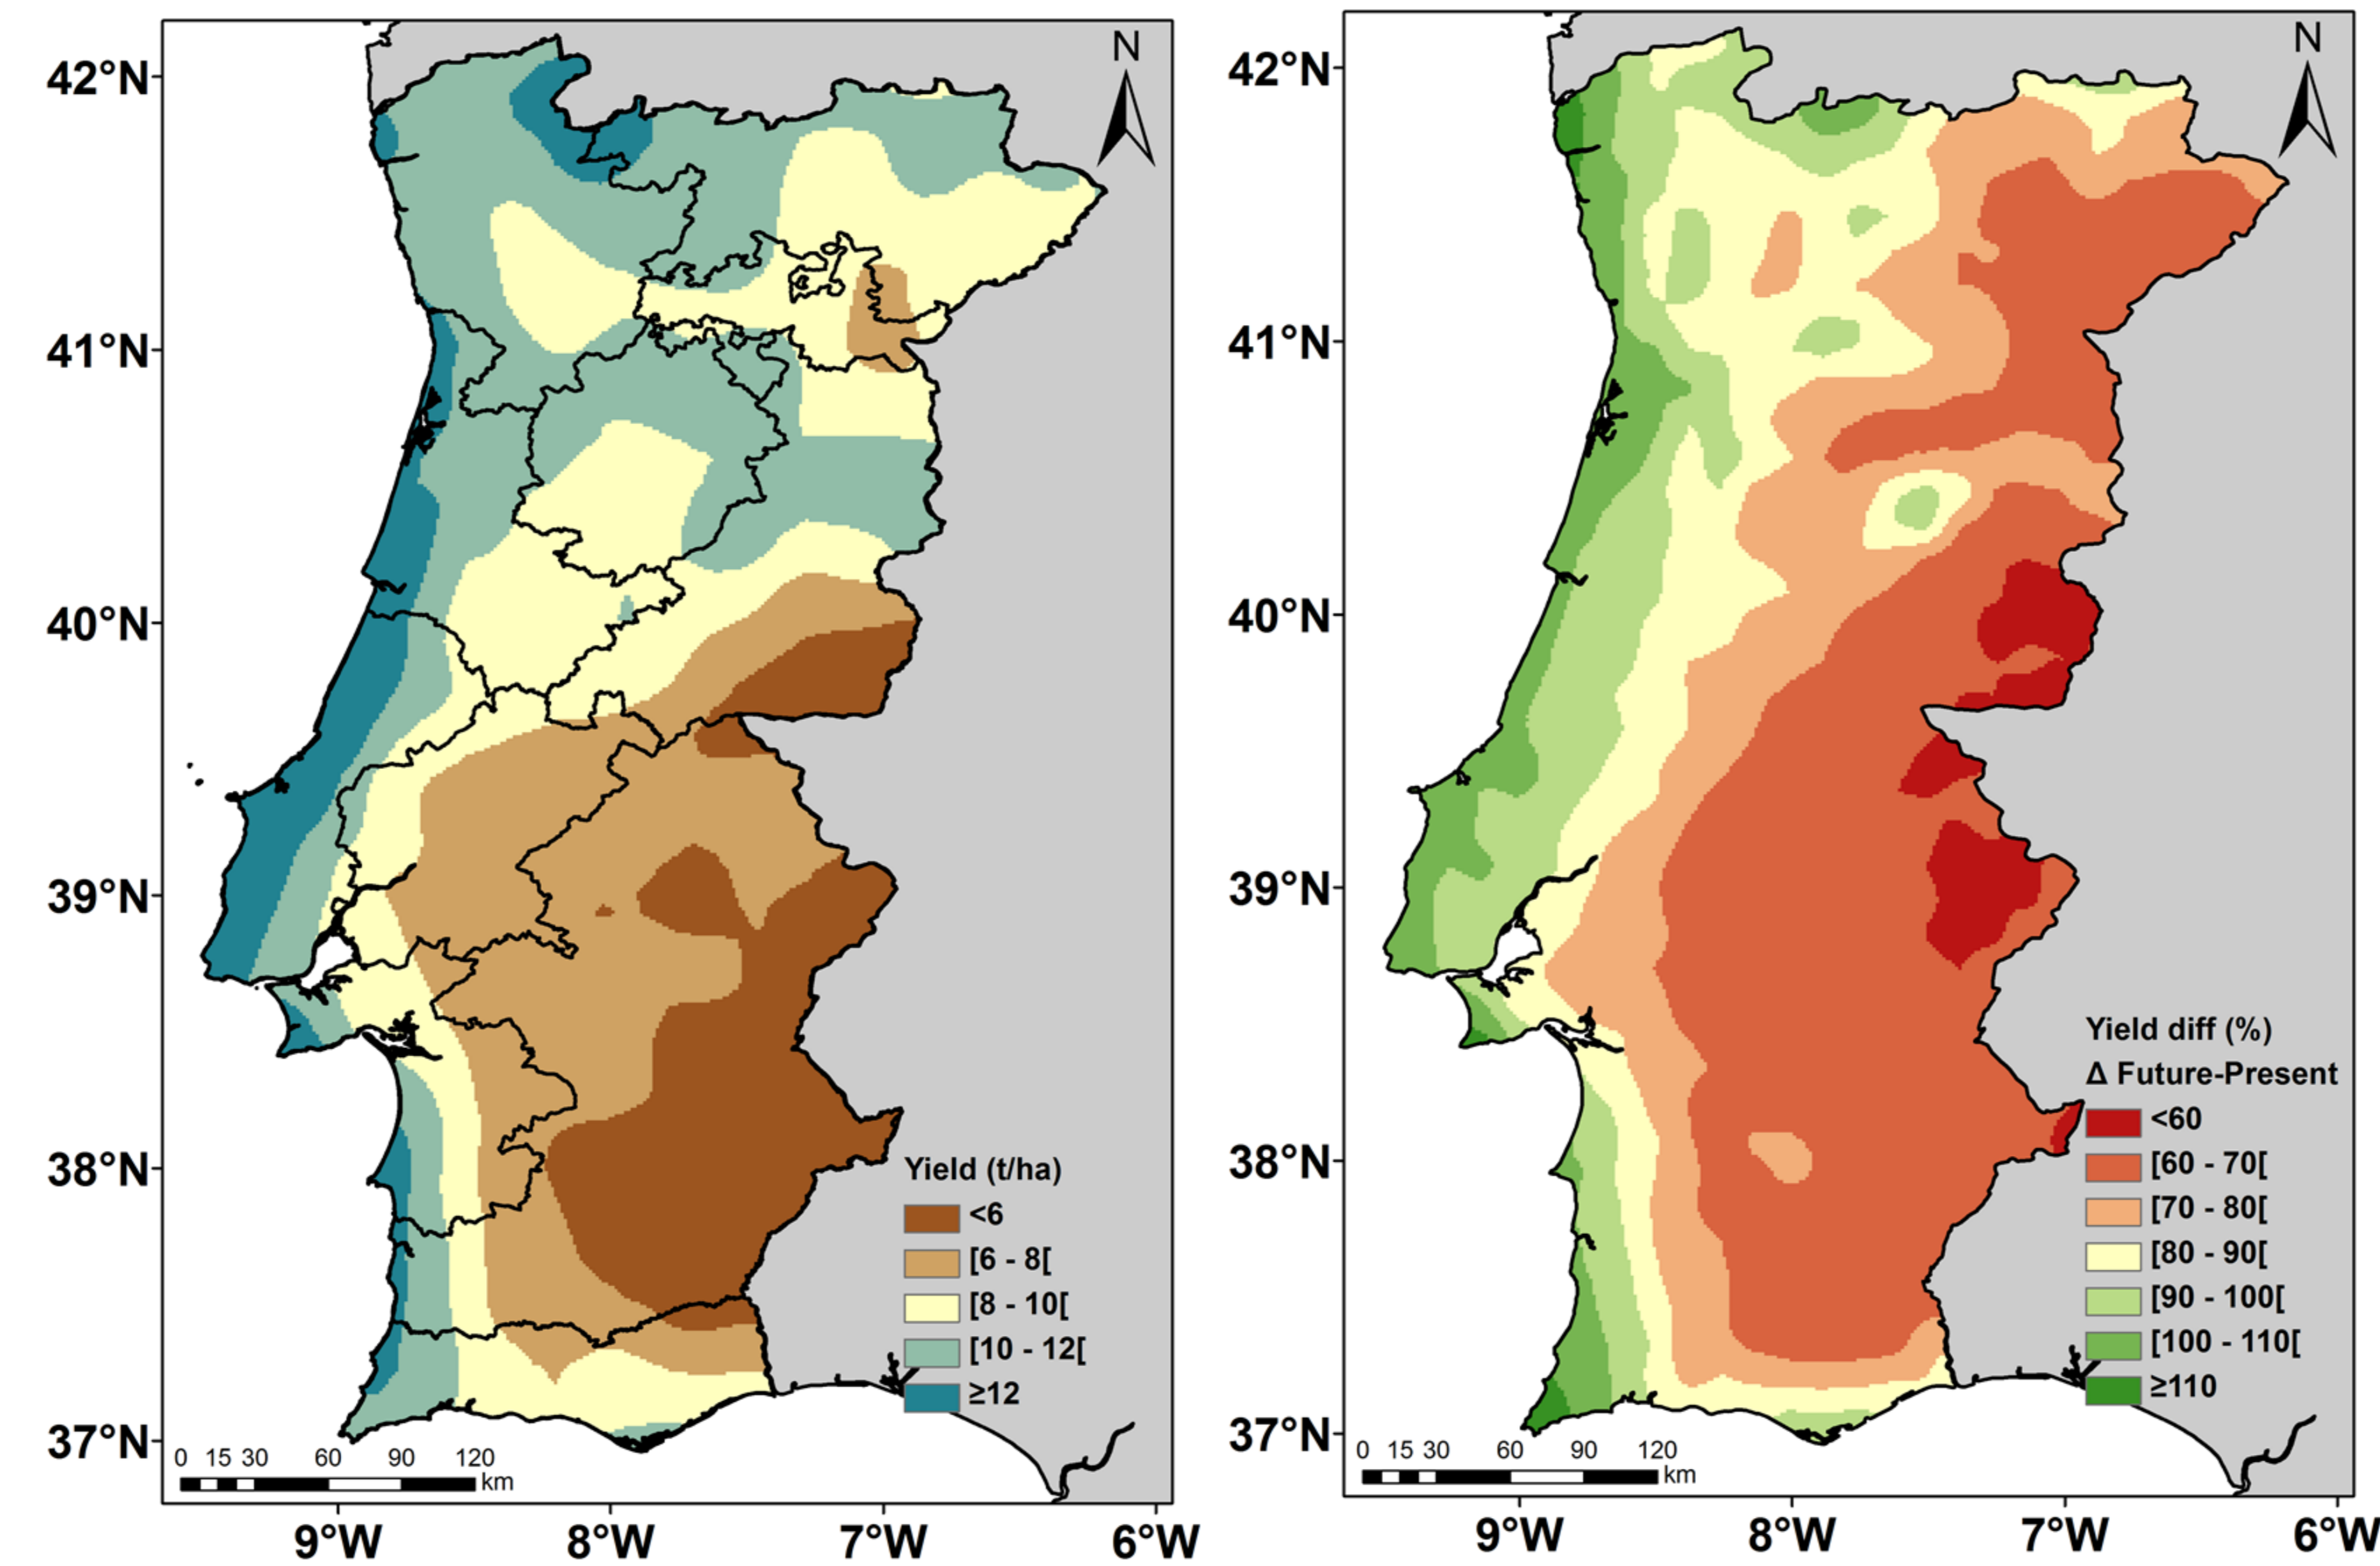 N
42°N
41°N
40°N
39°N
38°N
37°N
Yield (t/ha)
<6
[6 - 8[
[8 - 10[
[10 - 12[
≥12
0 15 30 60 90 120
km
9°W 8°W 7°W 6°W
N
42°N
41°N
40°N
39°N
38°N
37°N
Yield diff (%)
Δ Future-Present
<60
[60 - 70[
[70 - 80[
[80 - 90[
[90 - 100[
[100 - 110[
≥110
0 15 30 60 90 120
km
9°W 8°W 7°W 6°W